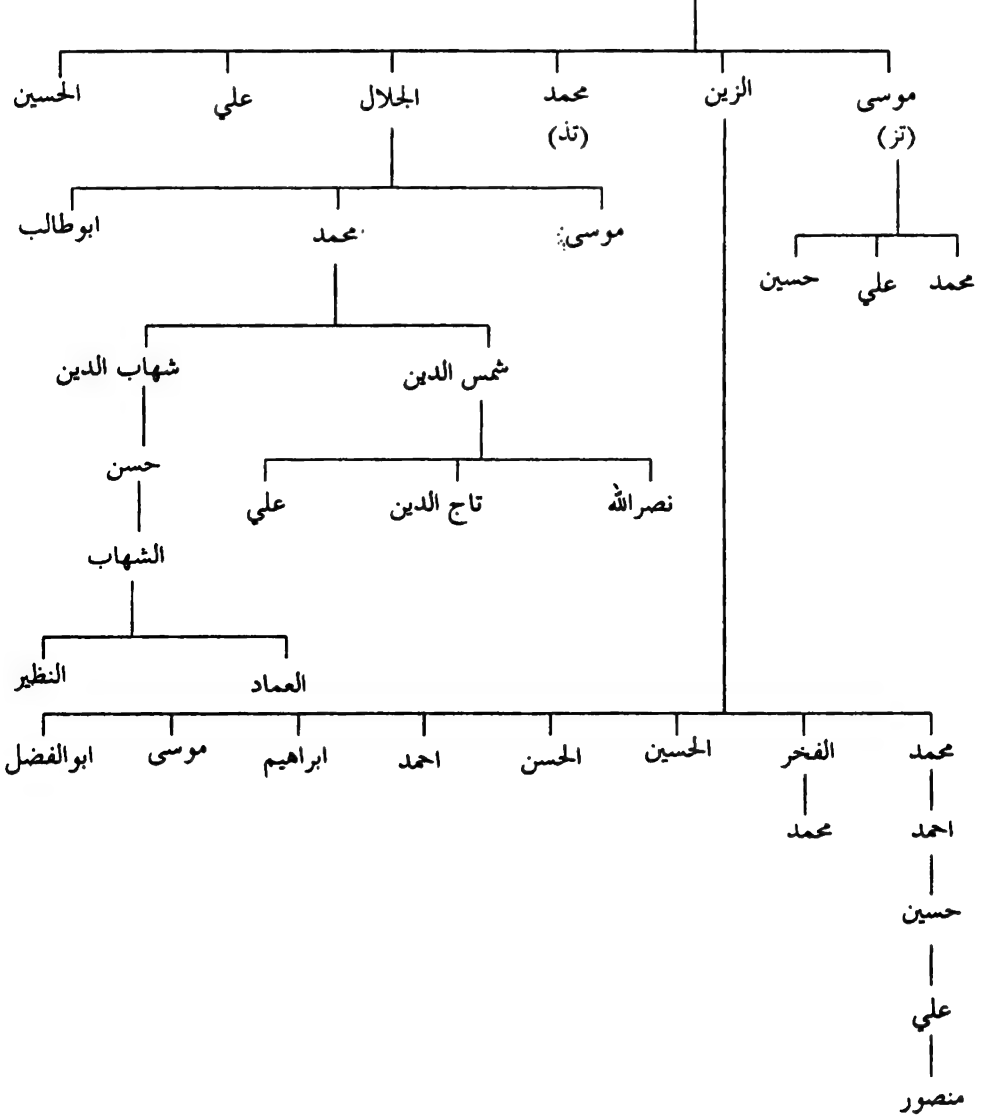 موسى الزين محمد الجلال علي الحسين
(تز) (تذ)
موسى محمد ابوطالب
محمد علي حسين
شمس الدين شهاب الدين
حسن
نصرالله تاج الدين علي
الشهاب
العماد النظير
محمد الفخر الحسين الحسن احمد ابراهيم موسى ابوالفضل
احمد محمد
حسين
علي
منصور